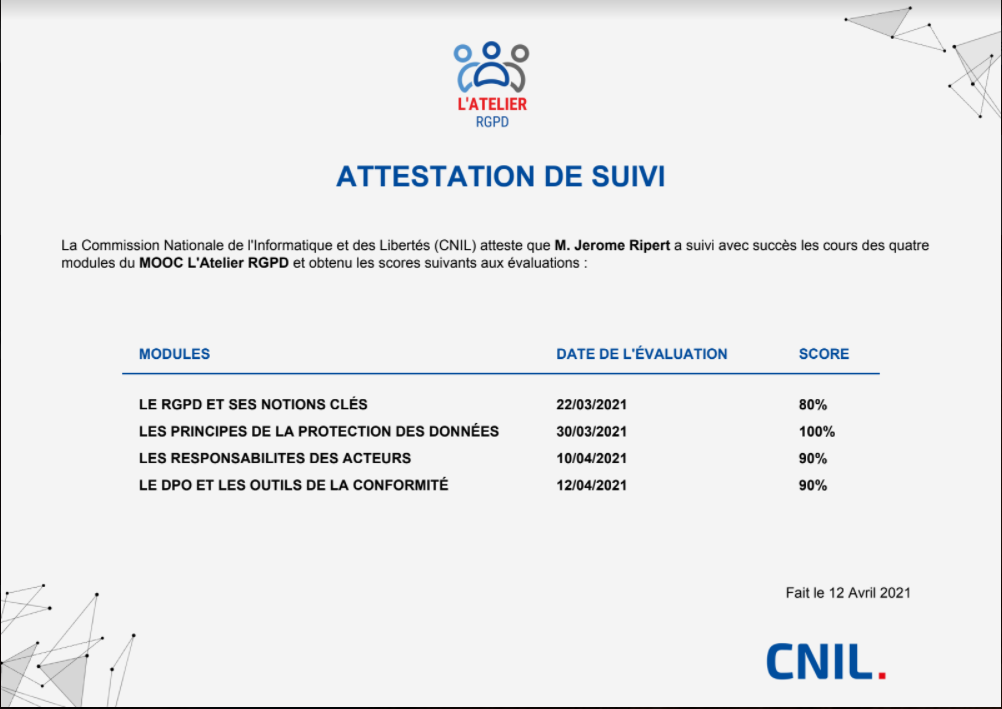 L'ATELIER
RGPD
ATTESTATION DE SUIVI
La Commission Nationale de l'Informatique et des Libertés (CNIL) atteste que M. Jerome Ripert a suivi avec succès les cours des quatre
modules du MOOC L'Atelier RGPD et obtenu les scores suivants aux évaluations :
MODULES DATE DE L'ÉVALUATION SCORE
LE RGPD ET SES NOTIONS CLÉS 22/03/2021 80%
LES PRINCIPES DE LA PROTECTION DES DONNÉES 30/03/2021 100%
LES RESPONSABILITES DES ACTEURS 10/04/2021 90%
LE DPO ET LES OUTILS DE LA CONFORMITÉ 12/04/2021 90%
Fait le 12 Avril 2021
CNIL.